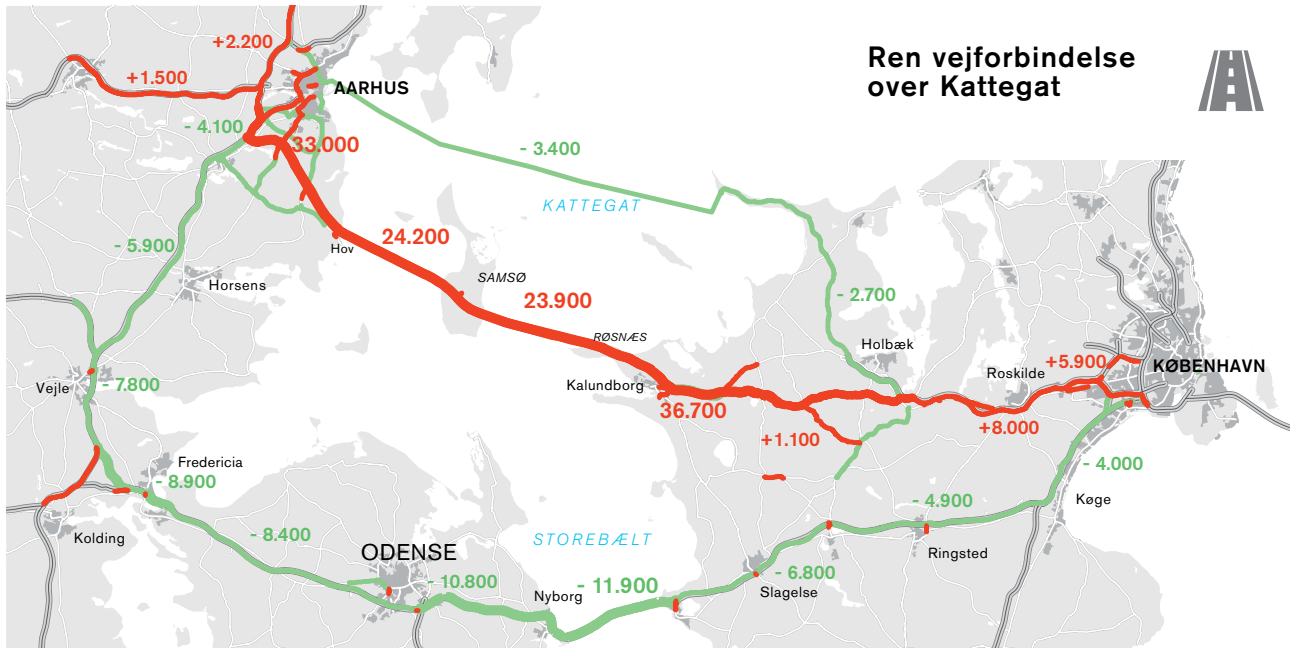 Ren vejforbindelse
over Kattegat
+2.200
+1.500
AARHUS
- 4.100
33.000
- 3.400
KATTEGAT
- 5.900
Hov
24.200
SAMSØ
Horsens
23.900
- 2.700
RØSNÆS
Holbæk
Vejle
- 7.800
Kalundborg
36.700
Roskilde
+5.900
KØBENHAVN
+8.000
+1.100
Fredericia
- 8.900
- 4.000
Køge
Kolding
- 8.400
ODENSE
STOREBÆLT
- 4.900
Ringsted
- 10.800
Nyborg
- 11.900
- 6.800
Slagelse